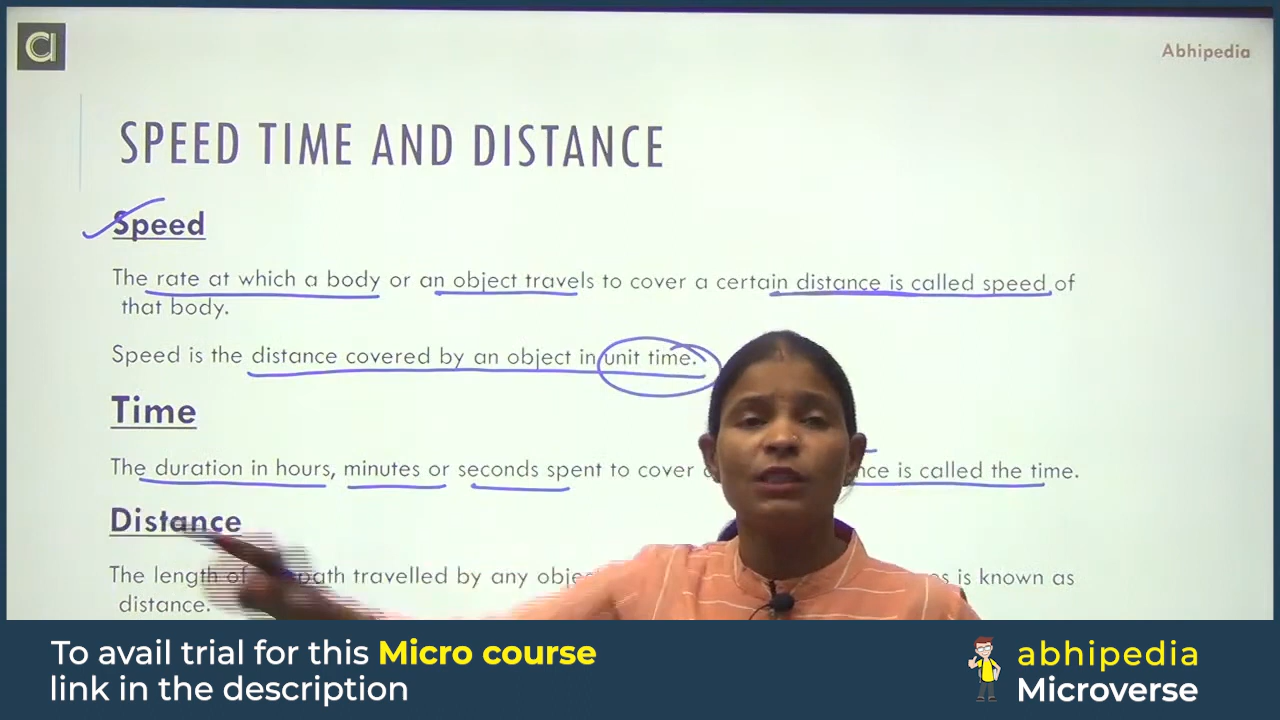 Abhipedia
SPEED TIME AND DISTANCE
Speed
The rate at which a body or an object travels to cover a certain distance is called speed of
that body.
Speed is the distance covered by an object in unit time.
Time
The duration in hours, minutes or seconds spent to cover is called the time.
Distance
The length of path travelled by any is known as
distance.
To avail trial for this Micro course
link in the description
abhipedia
Microverse